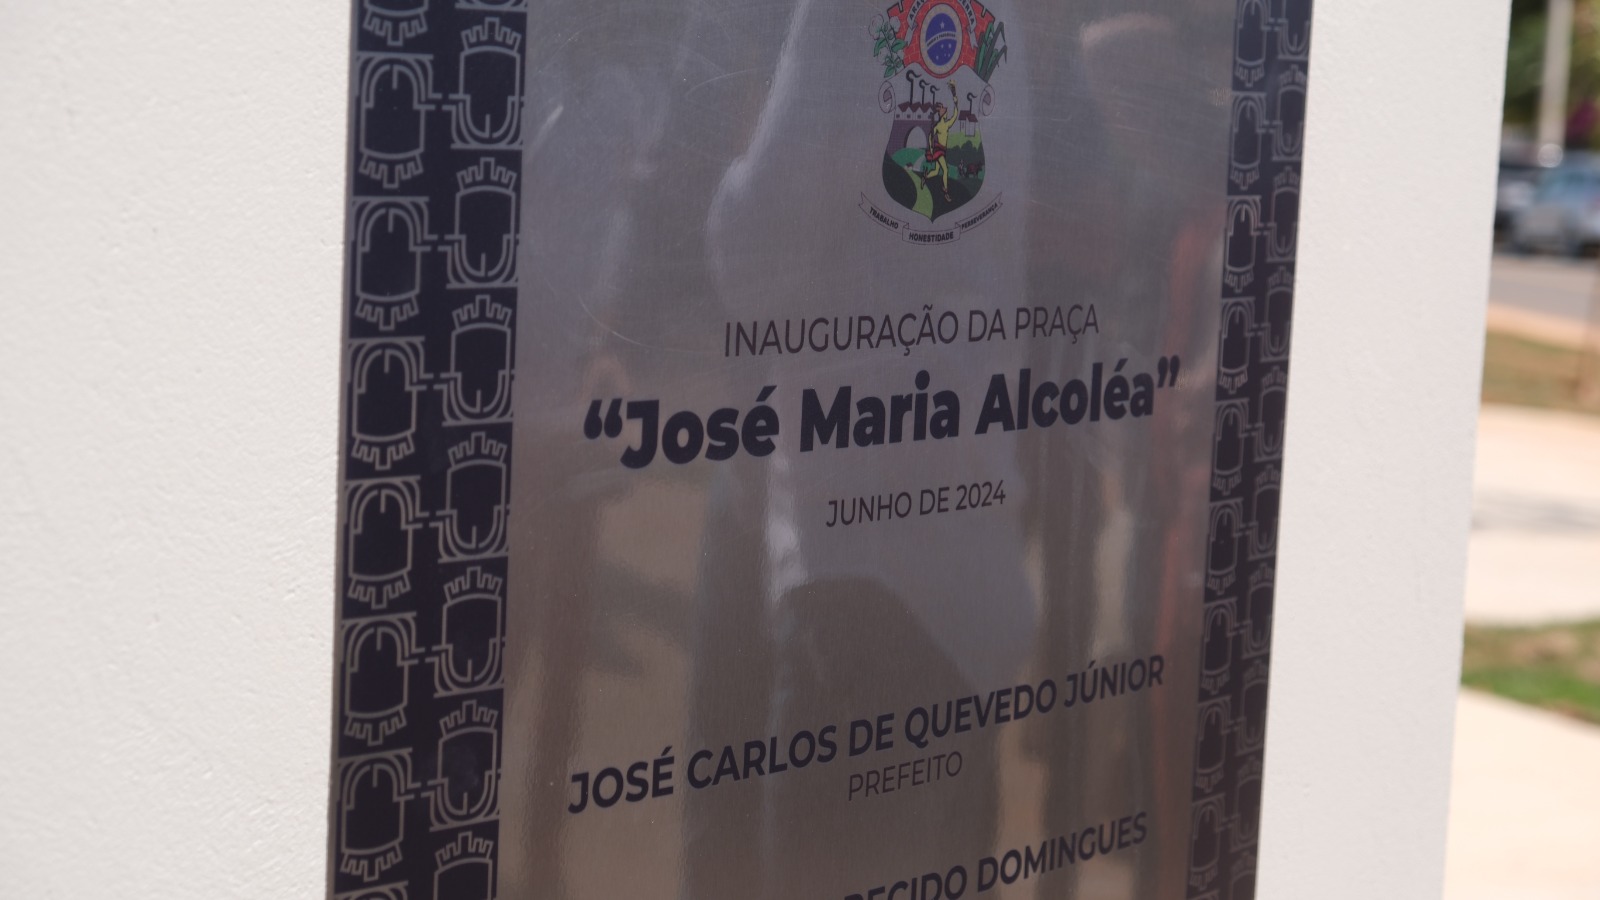 TRABALHO HONESTIDADE PERSEVERANÇA
INAUGURAÇÃO DA PRAÇA
“José Maria Alcoléa”
JUNHO DE 2024
JOSÉ CARLOS DE QUEVEDO JÚNIOR
PREFEITO
DOMINGUES